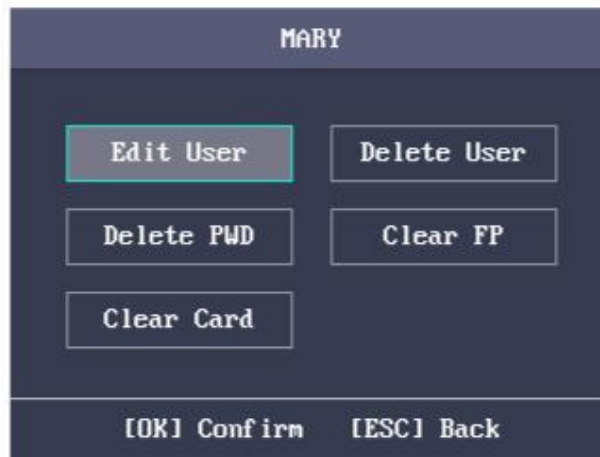 MARY
Edit User Delete User
Delete PWD Clear FP
Clear Card
[OK] Confirm [ESC] Back